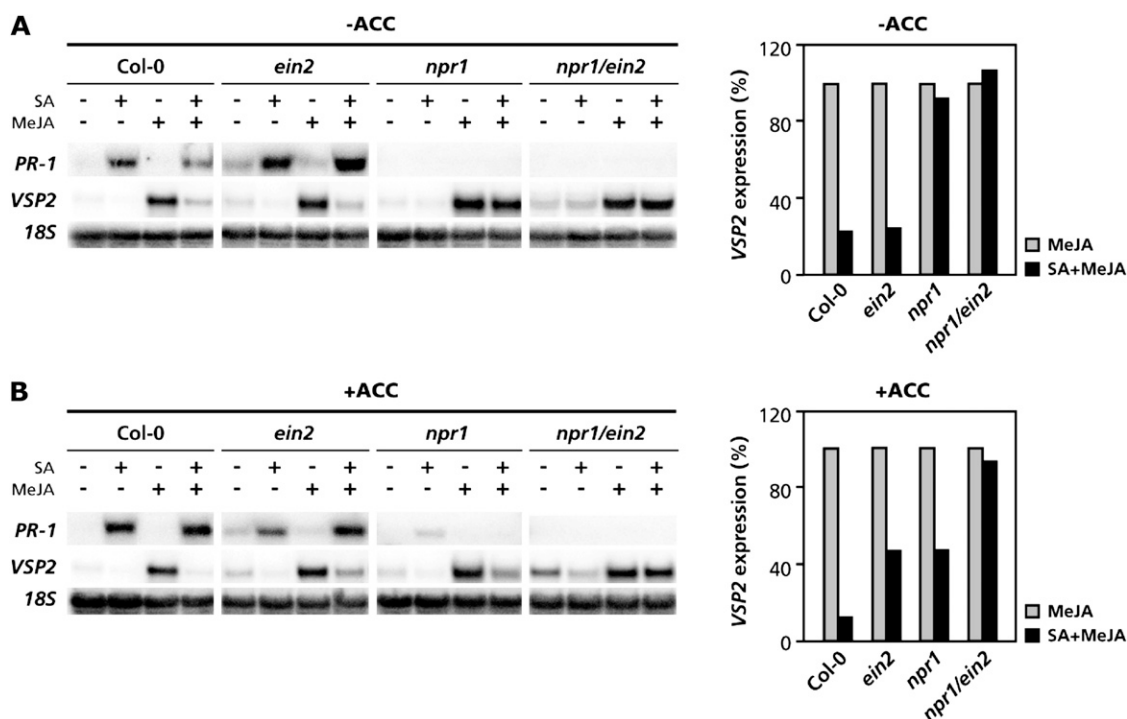 A
-ACC
Col-0 ein2 npr1 npr1/ein2
SA - + - + - + - + - + - + - + - +
MeJA - - + + - - + + - - + + - - + +
PR-1
VSP2
18S
-ACC
VSP2 expression (%)
120
80
40
0
Col-0
ein2
npr1
npr1/ein2
MeJA
SA+MeJA
B
+ACC
Col-0 ein2 npr1 npr1/ein2
SA - + - + - + - + - + - + - + - +
MeJA - - + + - - + + - - + + - - + +
PR-1
VSP2
18S
+ACC
VSP2 expression (%)
120
80
40
0
Col-0
ein2
npr1
npr1/ein2
MeJA
SA+MeJA